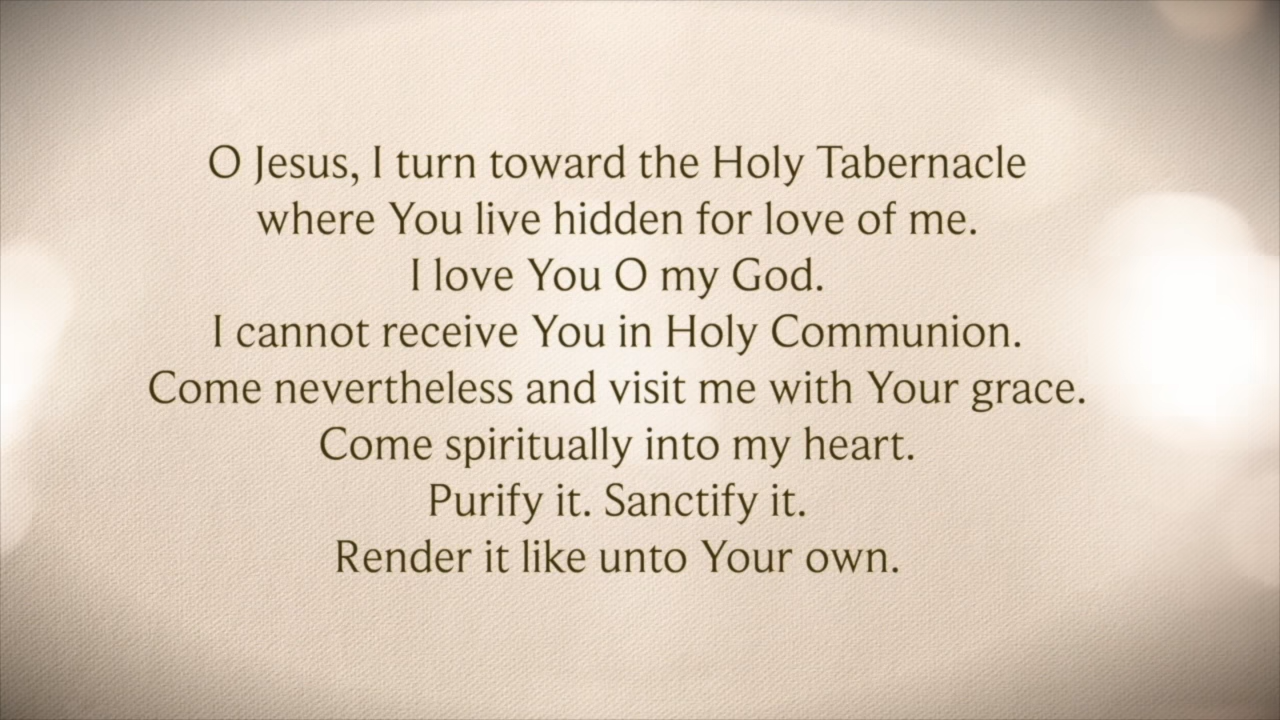 O Jesus, I turn toward the Holy Tabernacle
where You live hidden for love of me.
I love You O my God.
I cannot receive You in Holy Communion.
Come nevertheless and visit me with Your grace.
Come spiritually into my heart.
Purify it. Sanctify it.
Render it like unto Your own.